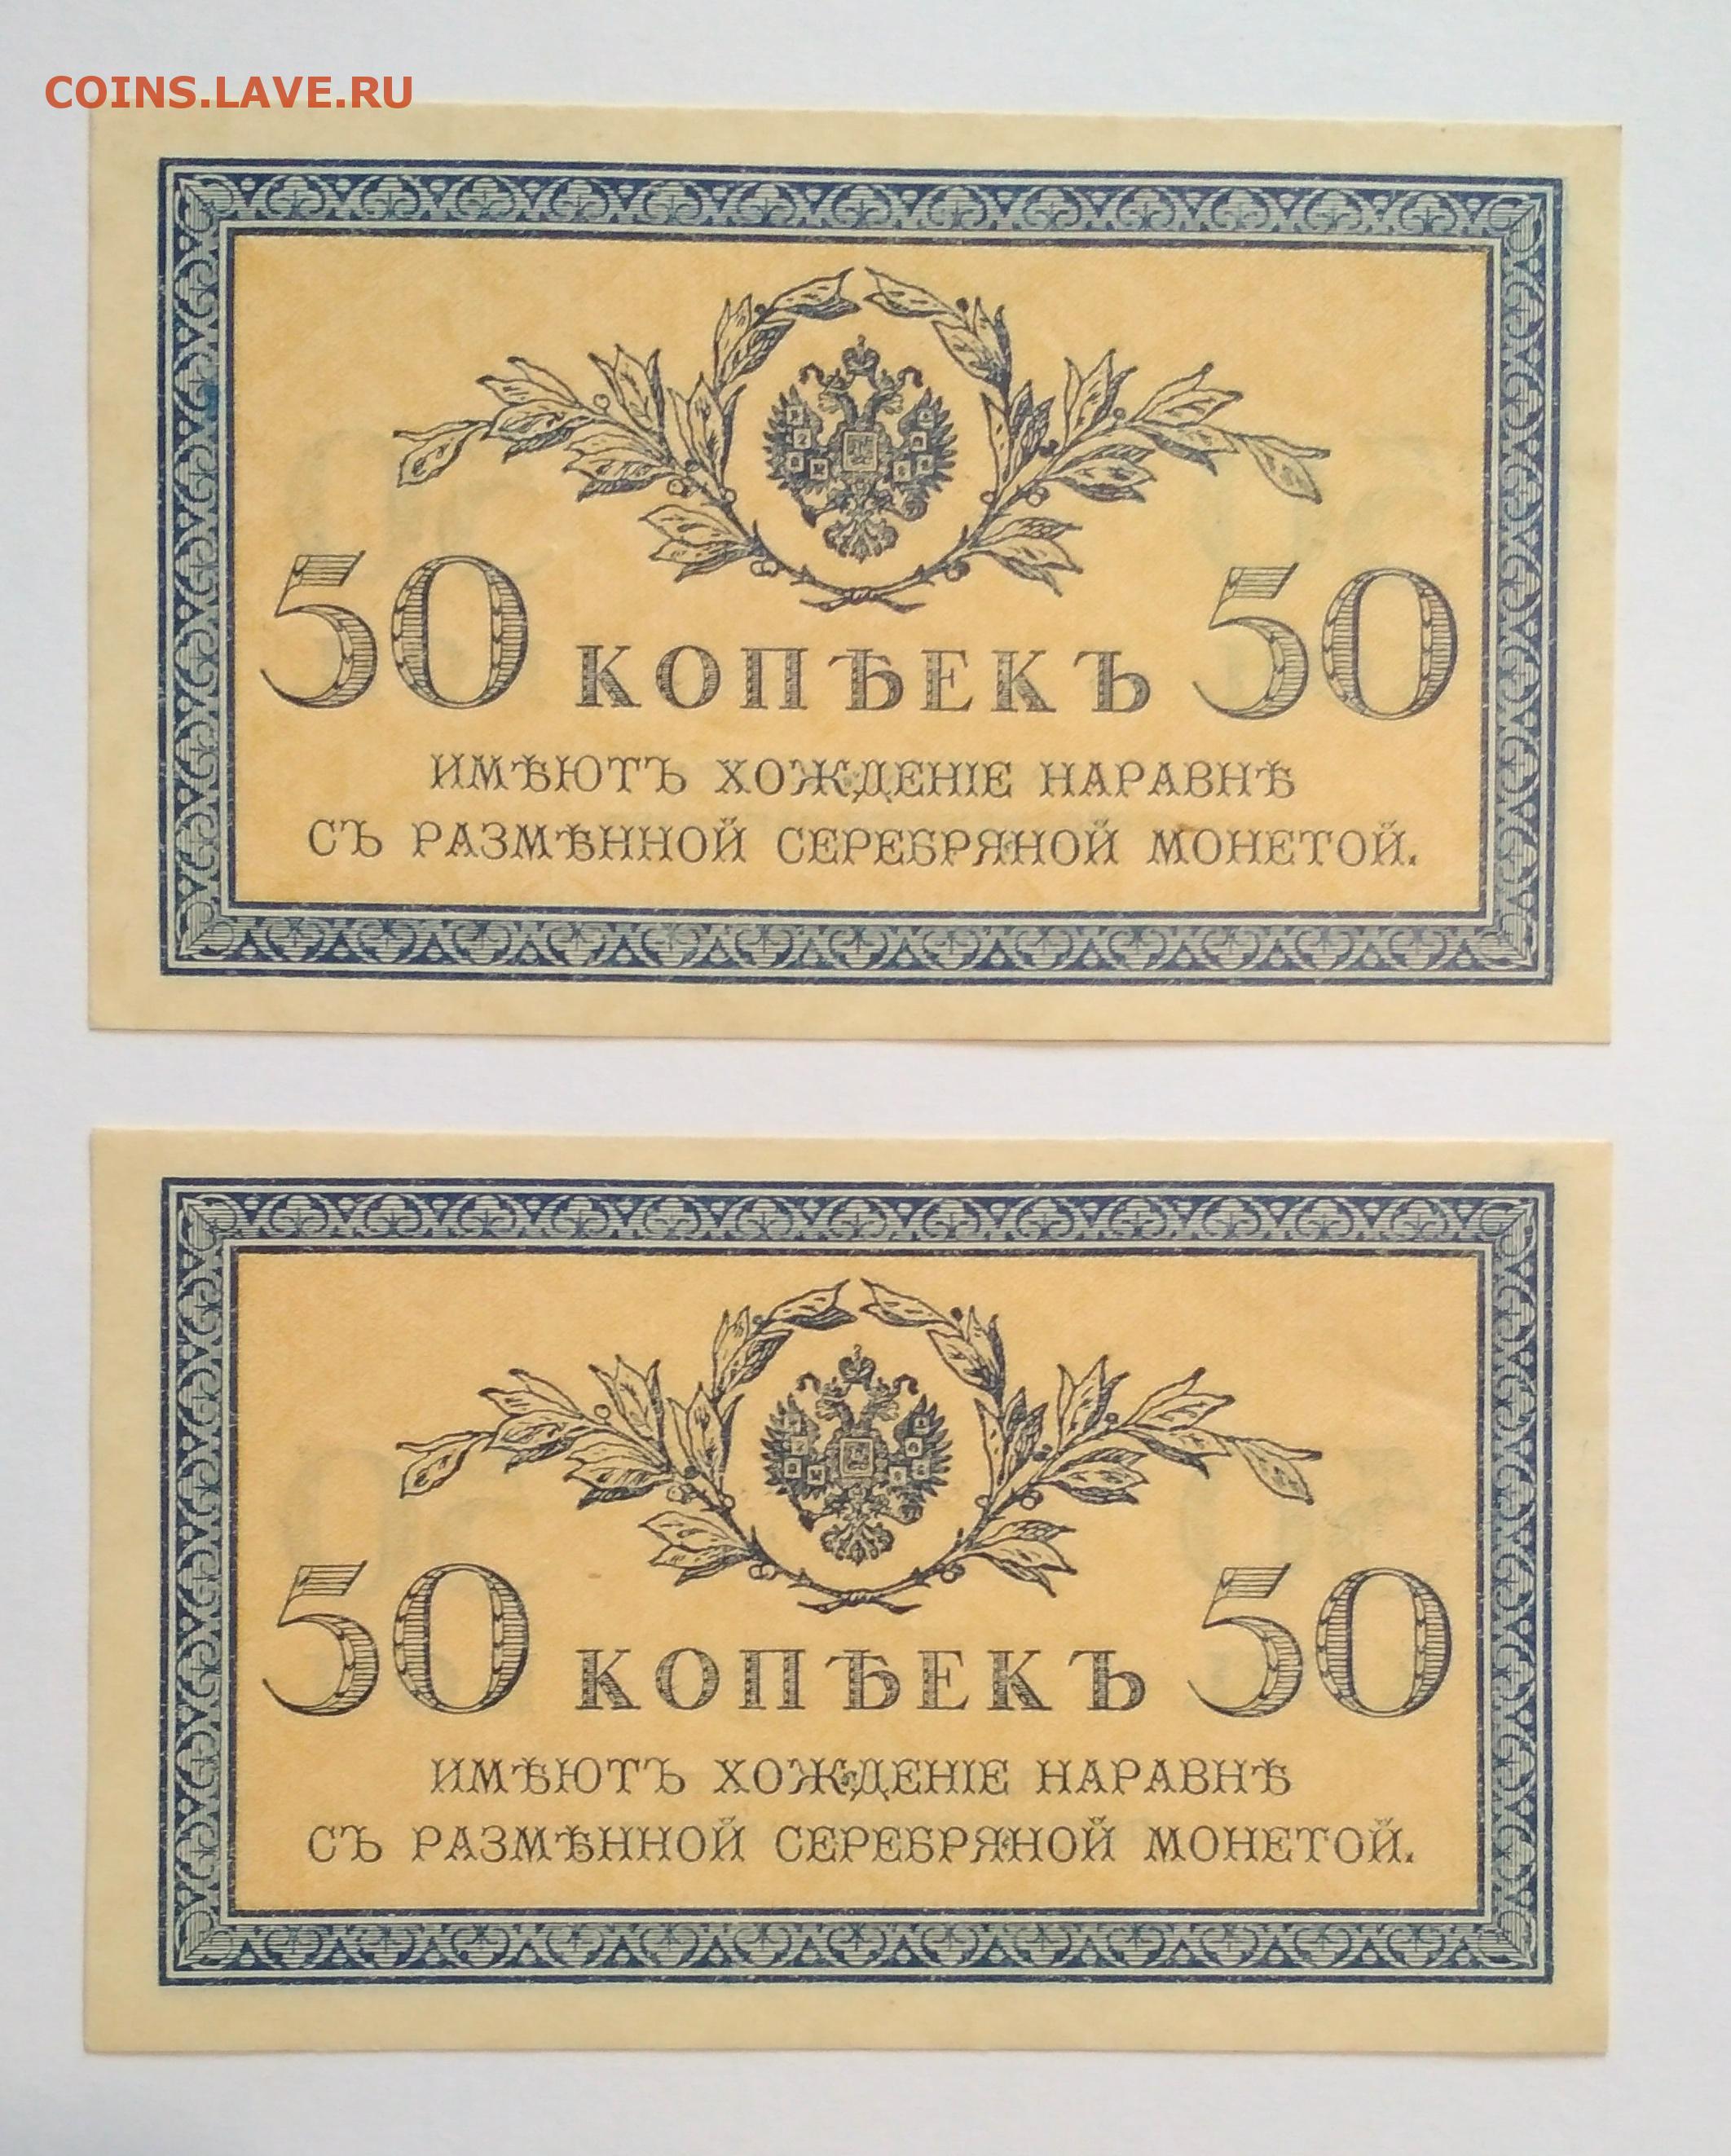 COINS.LAVE.RU
50 КОПѢЕКЪ 50
ИМѢЮТЪ ХОЖДЕНІЕ НАРАВНѢ
СЪ РАЗМѢННОЙ СЕРЕБРЯНОЙ МОНЕТОЙ.
50 КОПѢЕКЪ 50
ИМѢЮТЪ ХОЖДЕНІЕ НАРАВНѢ
СЪ РАЗМѢННОЙ СЕРЕБРЯНОЙ МОНЕТОЙ.